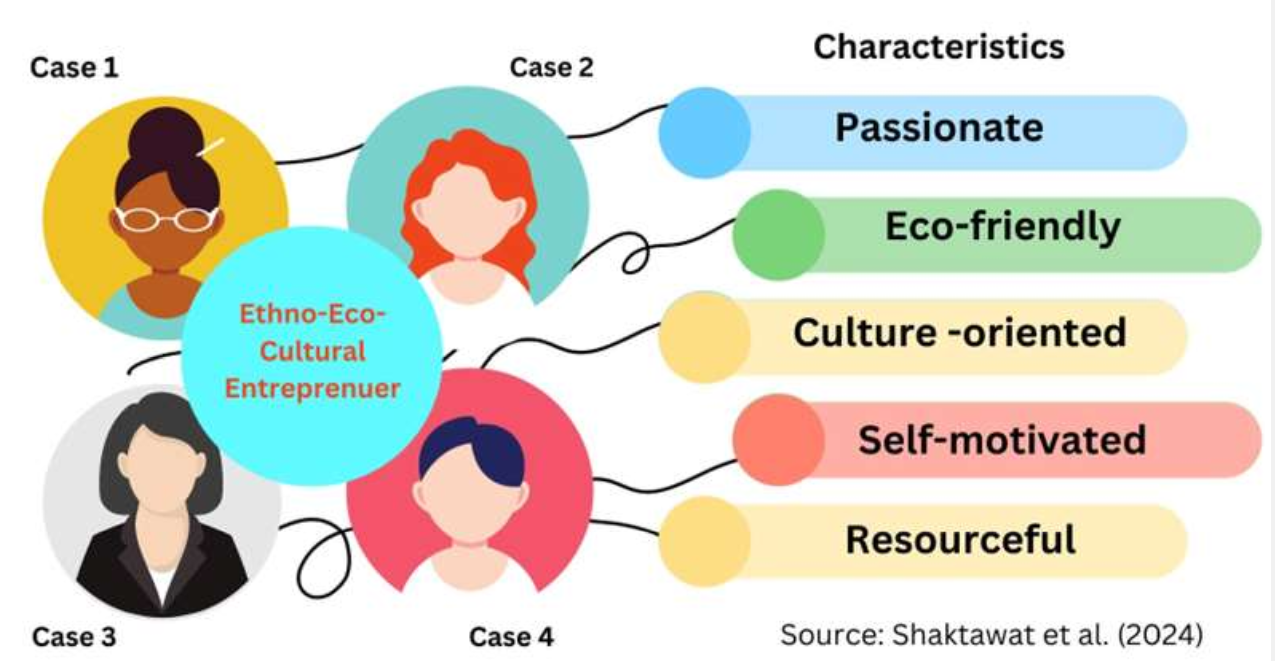 Case 1
Case 2
Ethno-Eco-
Cultural
Entreprenuer
Case 3
Case 4
Characteristics
Passionate
Eco-friendly
Culture -oriented
Self-motivated
Resourceful
Source: Shaktawat et al. (2024)